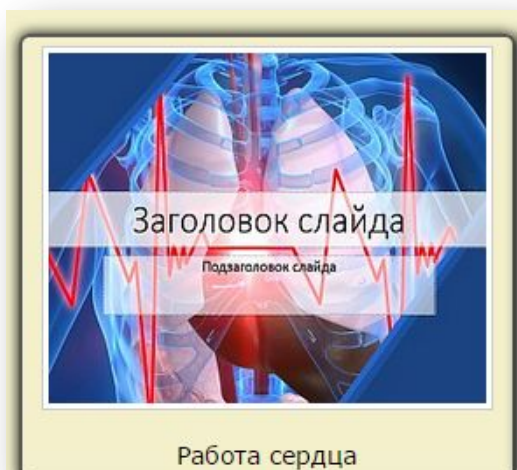 Заголовок слайда
Подзаголовок слайда
Работа сердца